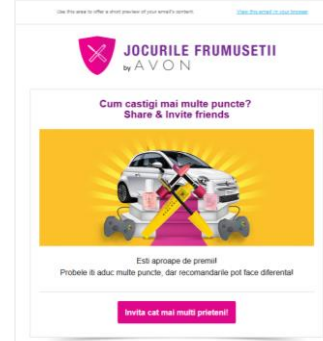 Use this area to offer a short preview of your email's content.
View this email in your browser
JOCURILE FRUMUSETII
by AVON
Cum castigi mai multe puncte?
Share & Invite friends
Esti aproape de premii!
Probele iti aduc multe puncte, dar recomandarile pot face diferenta!
Invita cat mai multi prieteni!